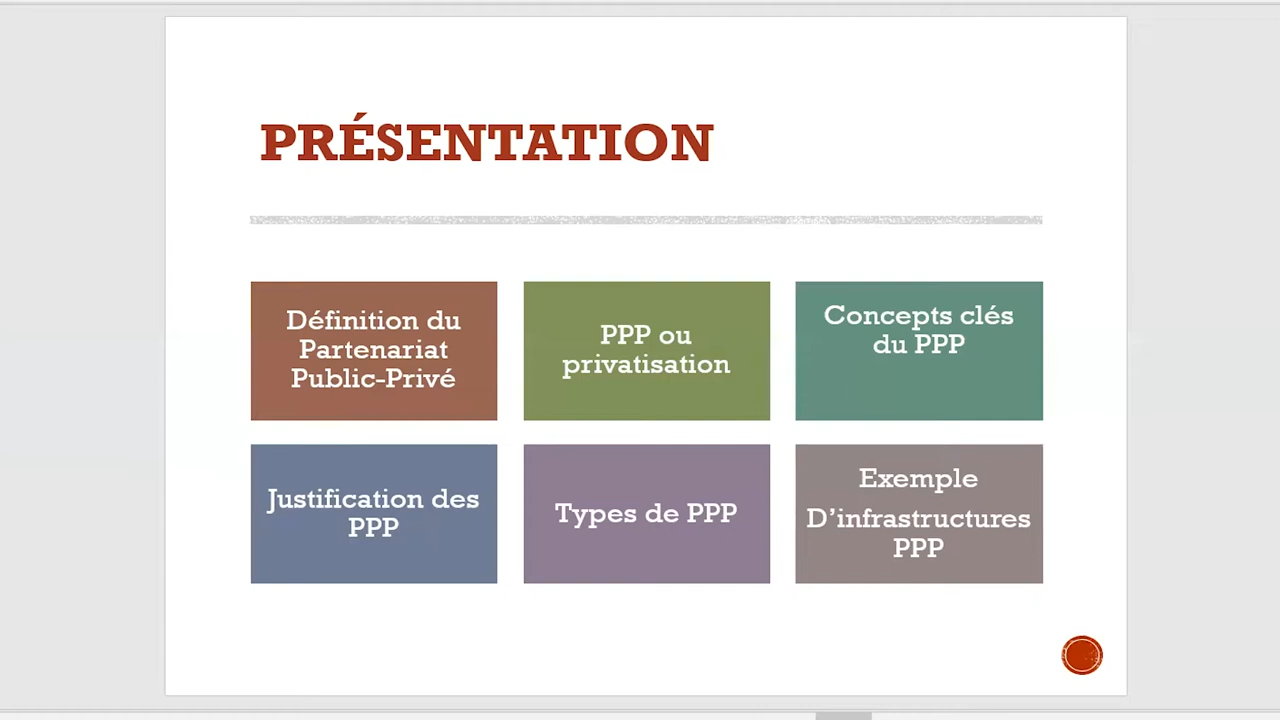 PRÉSENTATION
Définition du
Partenariat
Public-Privé
PPP ou
privatisation
Concepts clés
du PPP
Justification des
PPP
Types de PPP
Exemple
D’infrastructures
PPP